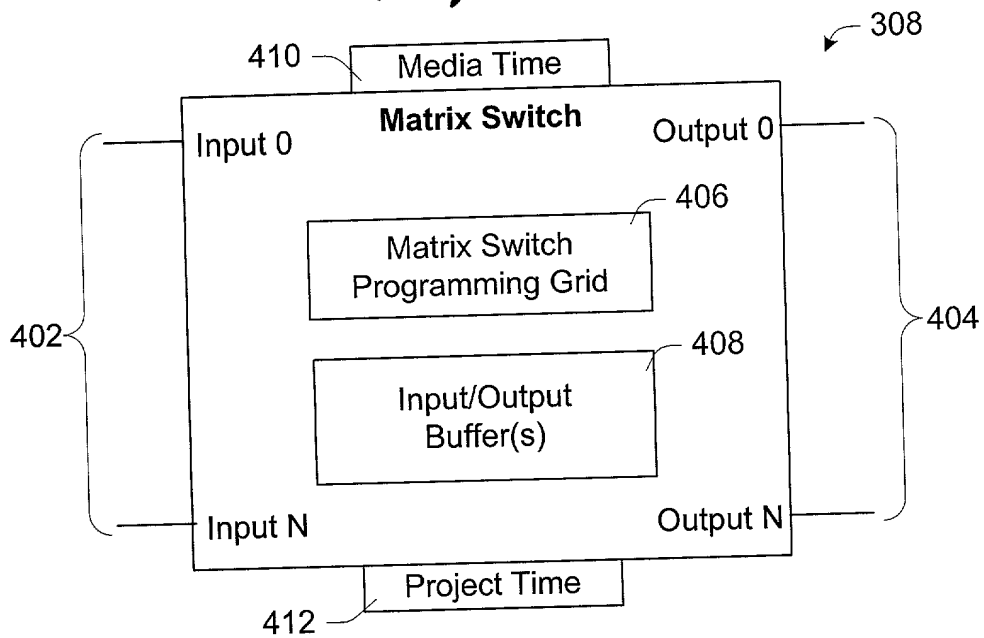 308
410
Media Time
Matrix Switch
Input 0
Output 0
406
Matrix Switch
Programming Grid
402
404
408
Input/Output
Buffer(s)
Input N
Output N
Project Time
412